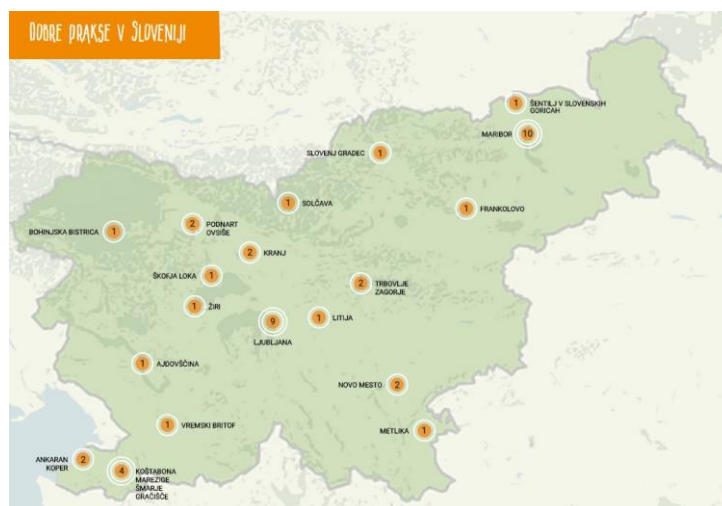 DOBRE PRAKSE V SLOVENIJI
1
ŠENTILJ V SLOVENSKIH
GORICAH
MARIBOR
10
SLOVENJ GRADEC
1
1
SOLČAVA
1
FRANKOLOVO
BOHINJSKA BISTRICA
1
2
PODNART
OVSIŠE
2
KRANJ
ŠKOFJA LOKA
1
2
TRBOVLJE
ZAGORJE
1
ŽIRI
9
LJUBLJANA
1
LITIJA
1
AJDOVŠČINA
NOVO MESTO
2
1
VREMSKI BRITOF
METLIKA
1
ANKARAN
KOPER
2
4
KOŠTABONA
MAREZIGE
ŠMARJE
GRAČIŠČE